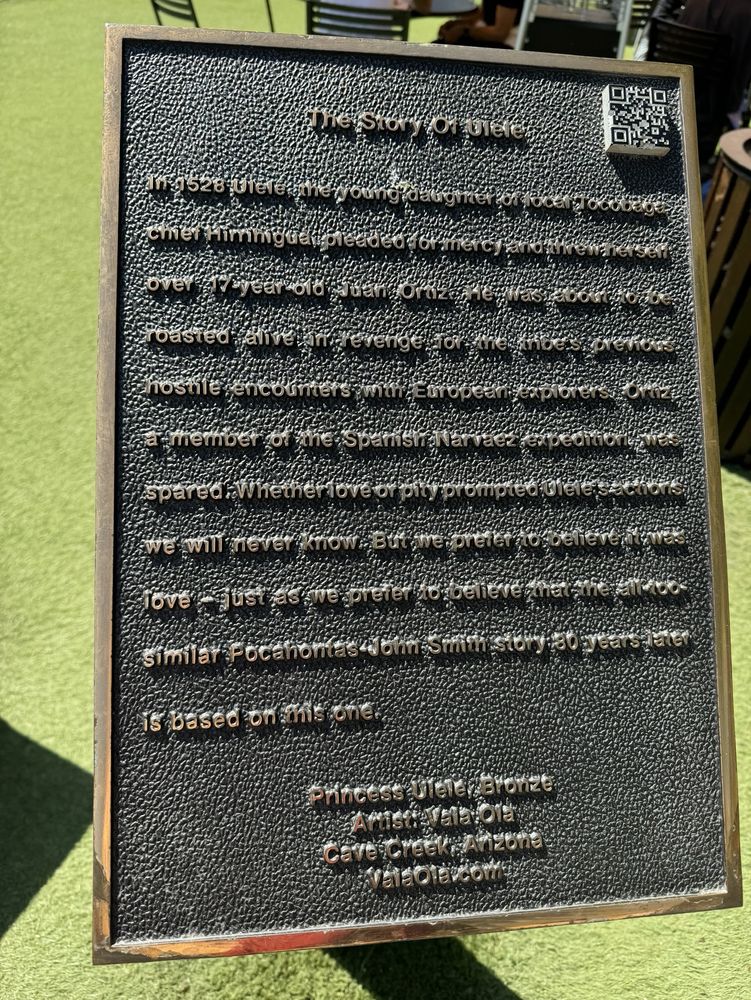 The Story Of Ulele
In 1528 Ulele, the young daughter of local Tocobaga
chief Hirrihigua, pleaded for mercy and threw herself
over 17-year-old Juan Ortiz. He was about to be
roasted alive in revenge for the tribe's previous
hostile encounters with European explorers. Ortiz,
a member of the Spanish Narvaez expedition, was
spared. Whether love or pity prompted Ulele's actions
we will never know. But we prefer to believe it was
love – just as we prefer to believe that the all-too-
similar Pocahontas-John Smith story 80 years later
is based on this one.
Princess Ulele, Bronze
Artist: Vala Ola
Cave Creek, Arizona
ValaOla.com